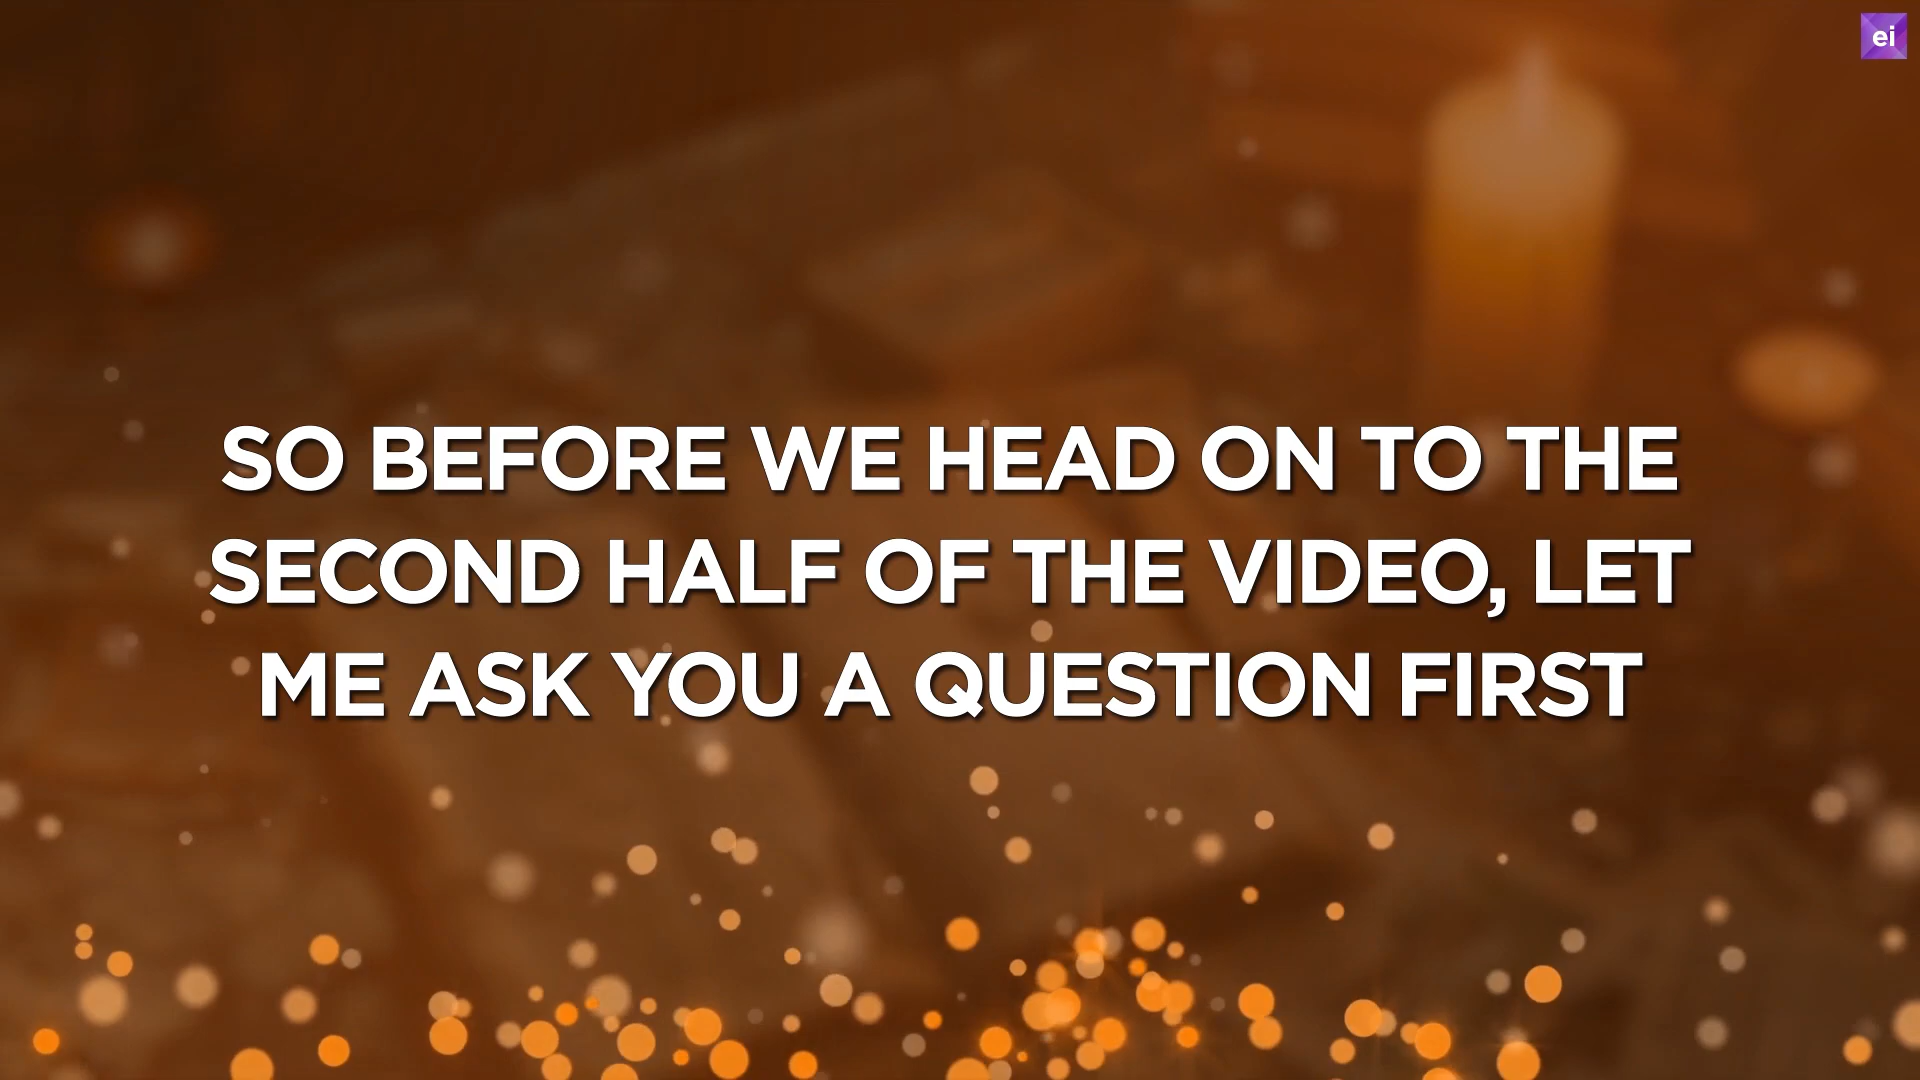 ei
SO BEFORE WE HEAD ON TO THE
SECOND HALF OF THE VIDEO, LET
ME ASK YOU A QUESTION FIRST